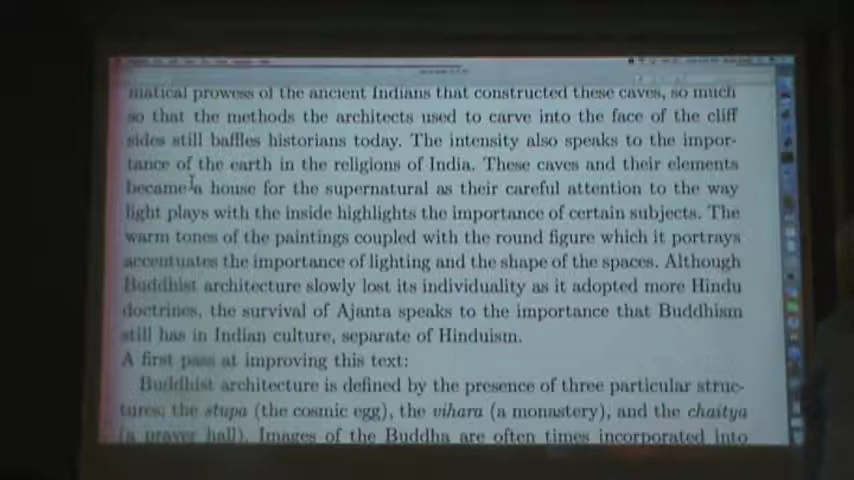 matical prowess of the ancient Indians that constructed these caves, so much
so that the methods the architects used to carve into the face of the cliff
sides still baffles historians today. The intensity also speaks to the impor-
tance of the earth in the religions of India. These caves and their elements
became a house for the supernatural as their careful attention to the way
light plays with the inside highlights the importance of certain subjects. The
warm tones of the paintings coupled with the round figure which it portrays
accentuates the importance of lighting and the shape of the spaces. Although
Buddhist architecture slowly lost its individuality as it adopted more Hindu
doctrines, the survival of Ajanta speaks to the importance that Buddhism
still has in Indian culture, separate of Hinduism.
A first pass at improving this text:
Buddhist architecture is defined by the presence of three particular struc-
tures; the stupa (the cosmic egg), the vihara (a monastery), and the chaitya
(a prayer hall). Images of the Buddha are often times incorporated into